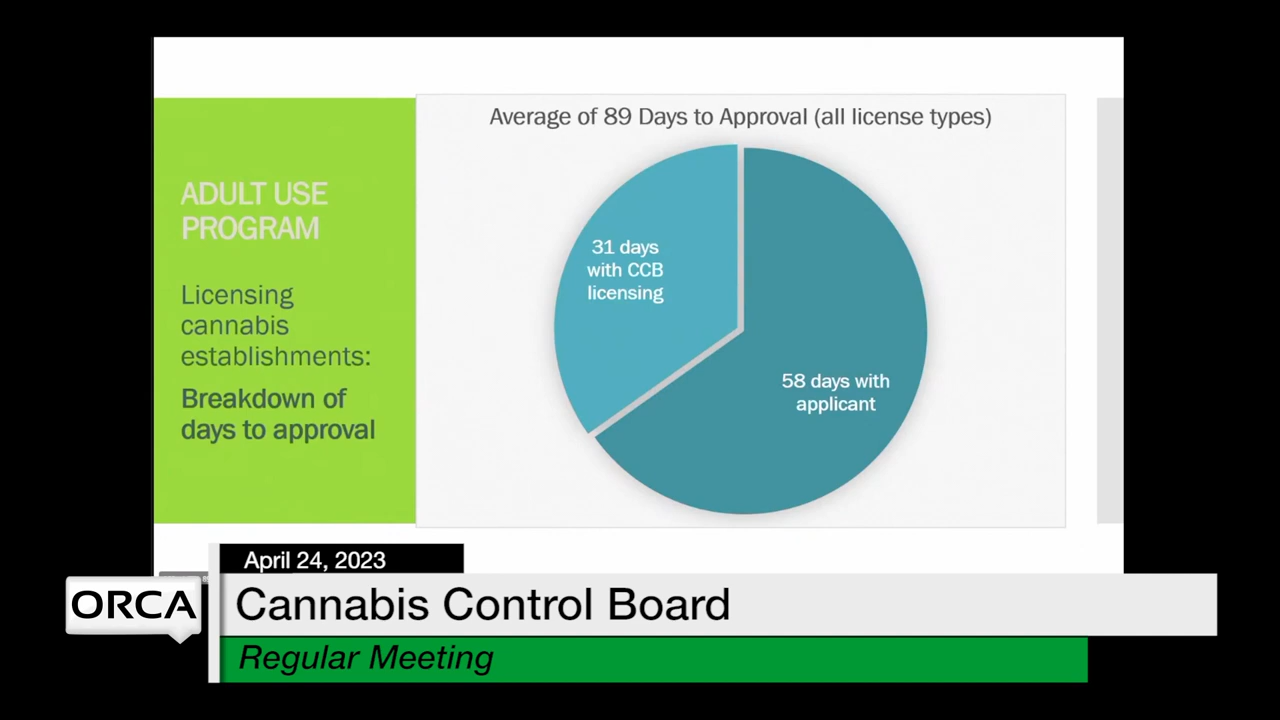 Average of 89 Days to Approval (all license types)
ADULT USE
PROGRAM
Licensing
cannabis
establishments:
Breakdown of
days to approval
31 days
with CCB
licensing
58 days with
applicant
April 24, 2023
ORCA
Cannabis Control Board
Regular Meeting